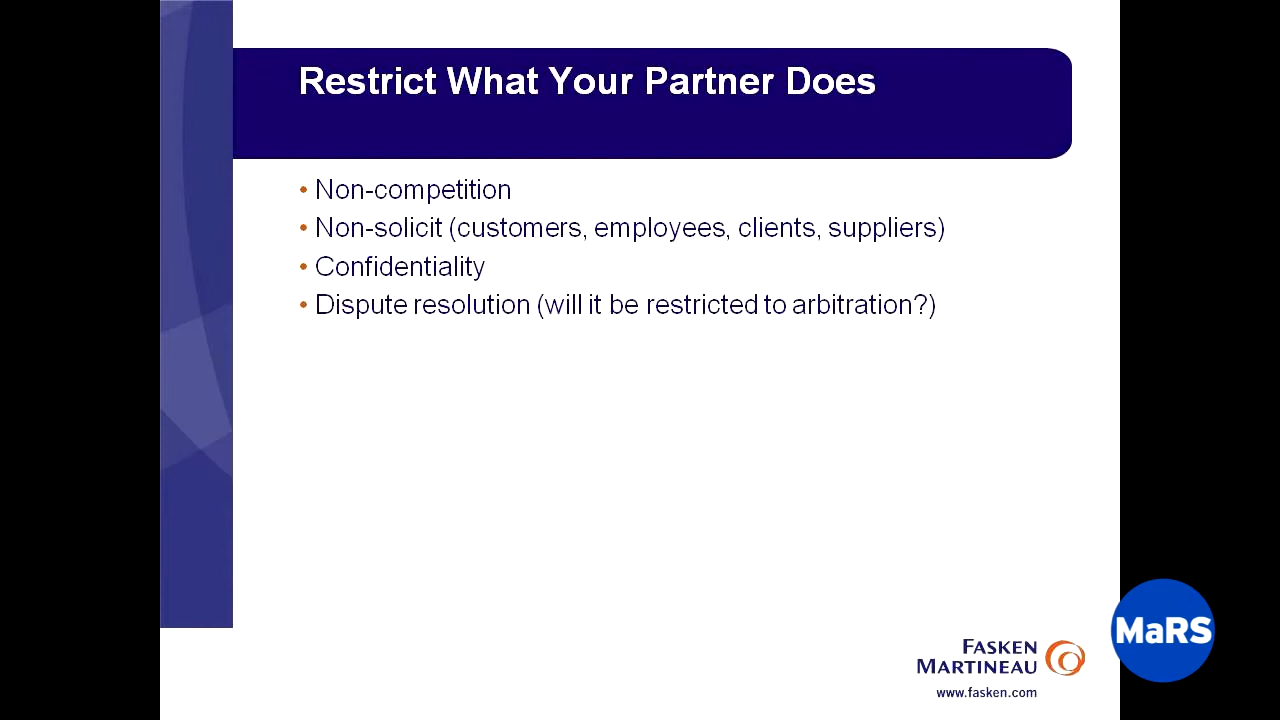 Restrict What Your Partner Does
• Non-competition
• Non-solicit (customers, employees, clients, suppliers)
• Confidentiality
• Dispute resolution (will it be restricted to arbitration?)
FASKEN
MARTINEAU
www.fasken.com
MaRS